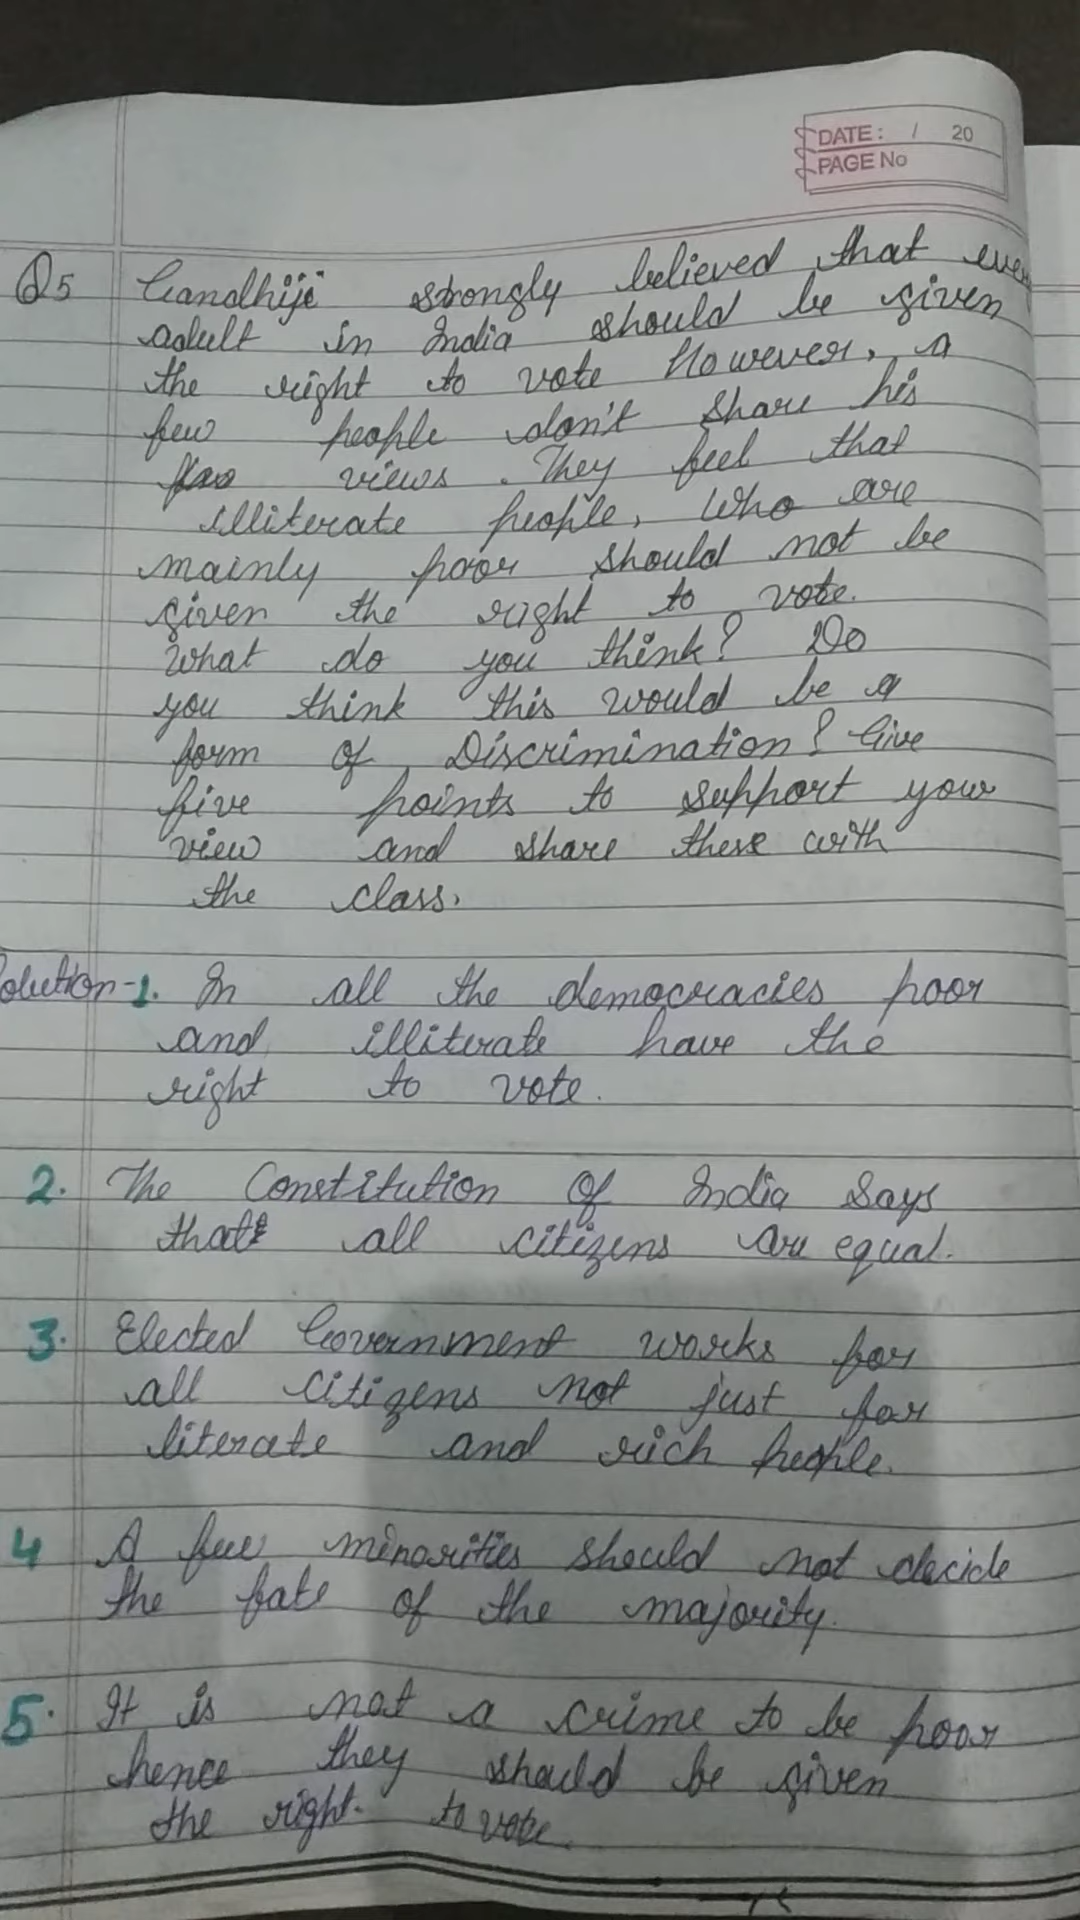 DATE: / 20
PAGE No
Q5 Gandhiji strongly believed that
adult in India should be given
the right to vote However, a
few people don't share his
views. They feel that
illiterate people, Who are
mainly poor should not be
given the right to vote.
what do you think? Do
you think this would be a
form of Discrimination? Give
five points to support your
view and share these with
the class.
olution-1. In all the democracies poor
and illiterate have the
right to vote.
2. The Constitution Of India Says
that all citizens are equal.
3. Elected Government works for
all Citizens not just for
literate and rich people.
4 A few minorities should not decide
the fate of the majority.
5. It is not a crime to be poor
hence they should be given
the right. to vote.